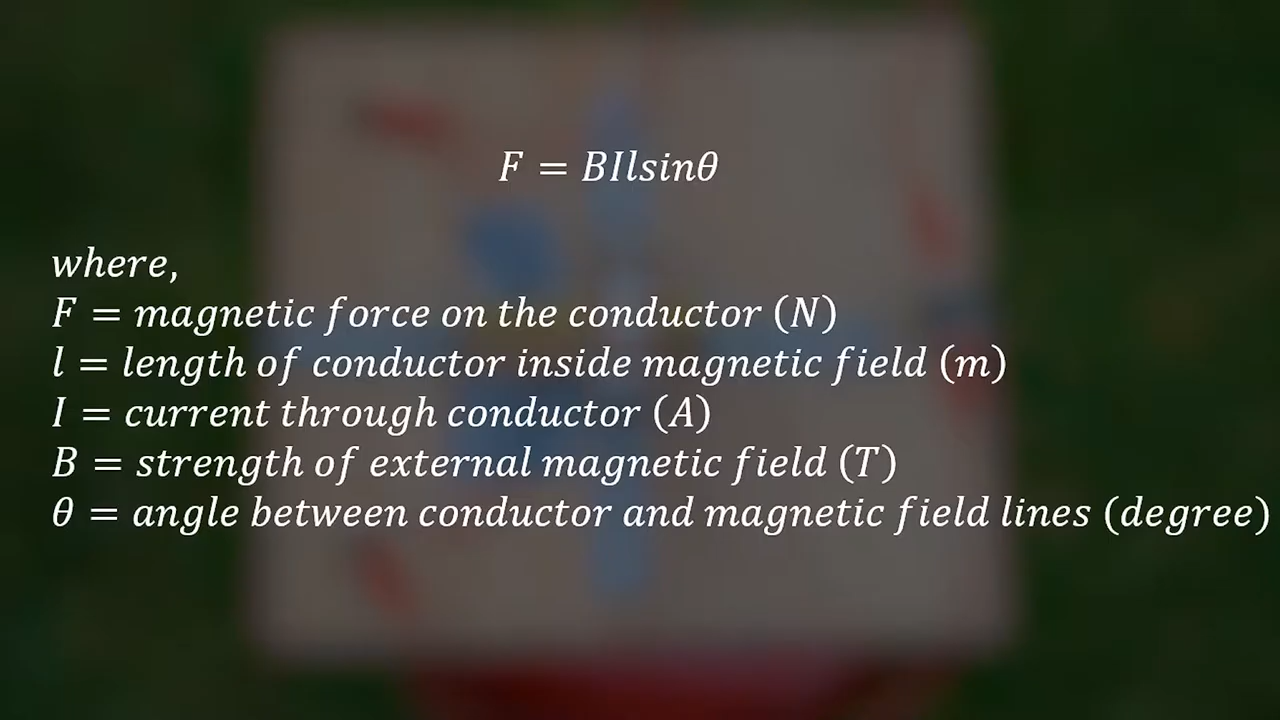 F = BIlsinθ
where,
F = magnetic force on the conductor (N)
l = length of conductor inside magnetic field (m)
I = current through conductor (A)
B = strength of external magnetic field (T)
θ = angle between conductor and magnetic field lines (degree)